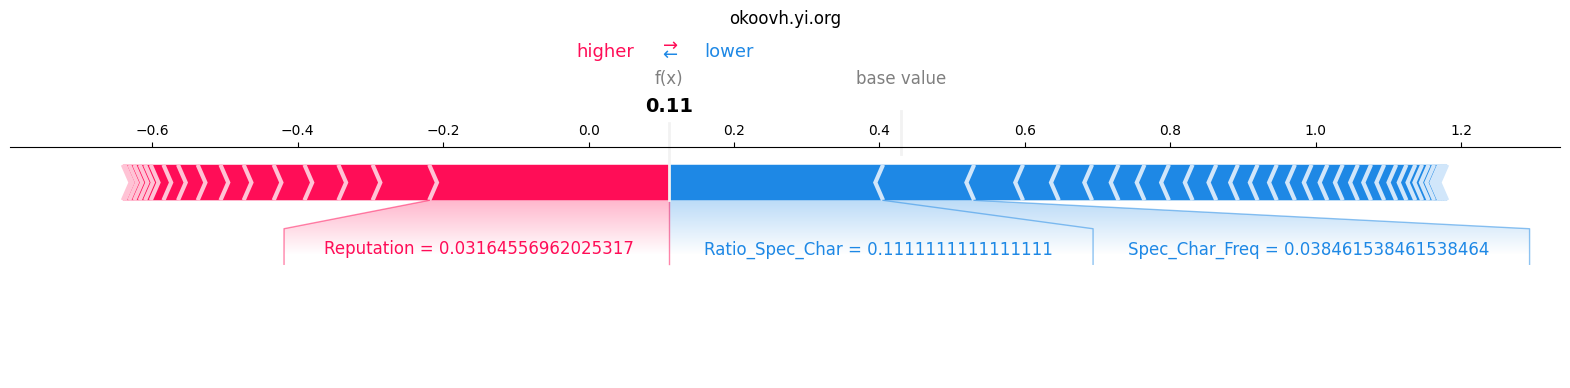 okoovh.yi.org
higher → ← lower
f(x) base value
0.11
−0.6 −0.4 −0.2 0.0 0.2 0.4 0.6 0.8 1.0 1.2
Reputation = 0.03164556962025317 Ratio_Spec_Char = 0.1111111111111111 Spec_Char_Freq = 0.038461538461538464